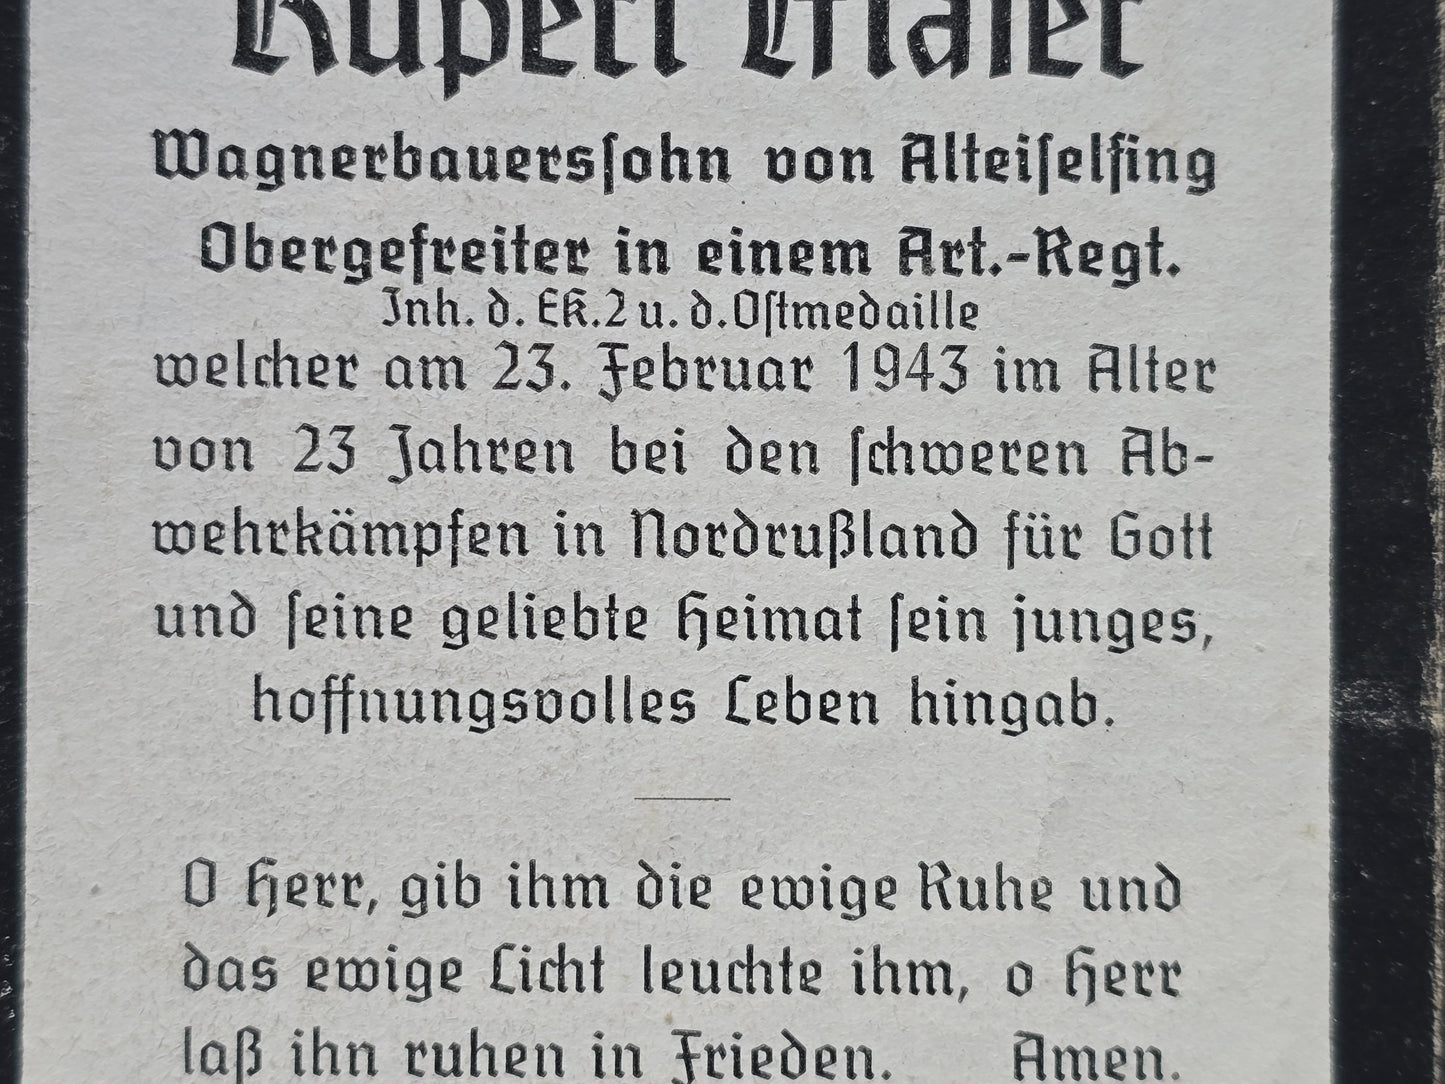 Rupert Maier
Wagnerbauerssohn von Alteiselfing
Obergefreiter in einem Art.-Regt.
Inh. d. EK.2 u. d. Ostmedaille
welcher am 23. Februar 1943 im Alter
von 23 Jahren bei den schweren Ab-
wehrkämpfen in Nordrußland für Gott
und seine geliebte Heimat sein junges,
hoffnungsvolles Leben hingab.
O Herr, gib ihm die ewige Ruhe und
das ewige Licht leuchte ihm, o Herr
laß ihn ruhen in Frieden. Amen.